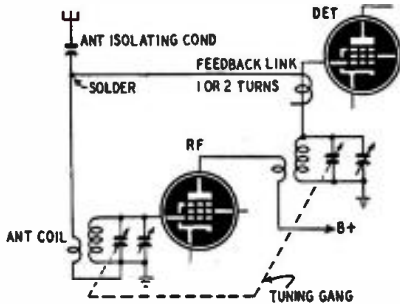 DET
ANT ISOLATING COND
FEEDBACK LINK
SOLDER
1 OR 2 TURNS
RF
ANT COIL
B+
TUNING GANG